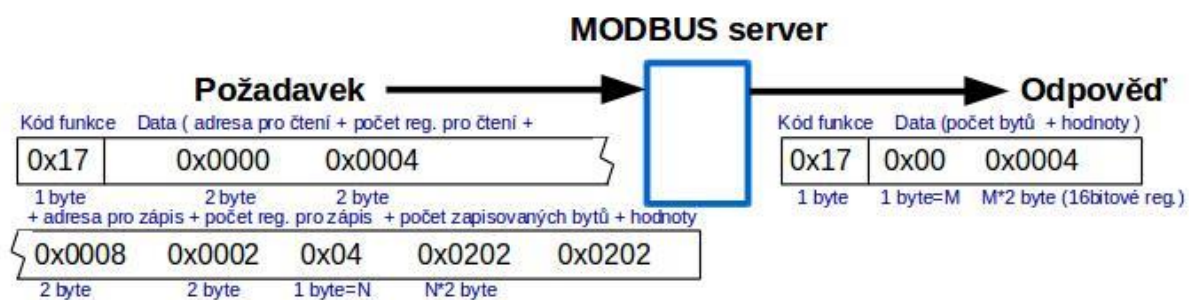 MODBUS server
Požadavek
Odpověď
Kód funkce Data ( adresa pro čtení + počet reg. pro čtení +
0x17 0x0000 0x0004
1 byte 2 byte 2 byte
+ adresa pro zápis + počet reg. pro zápis + počet zapisovaných bytů + hodnoty
0x0008 0x0002 0x04 0x0202 0x0202
2 byte 2 byte 1 byte=N N*2 byte
Kód funkce Data (počet bytů + hodnoty )
0x17 0x00 0x0004
1 byte 1 byte=M M*2 byte (16bitové reg.)